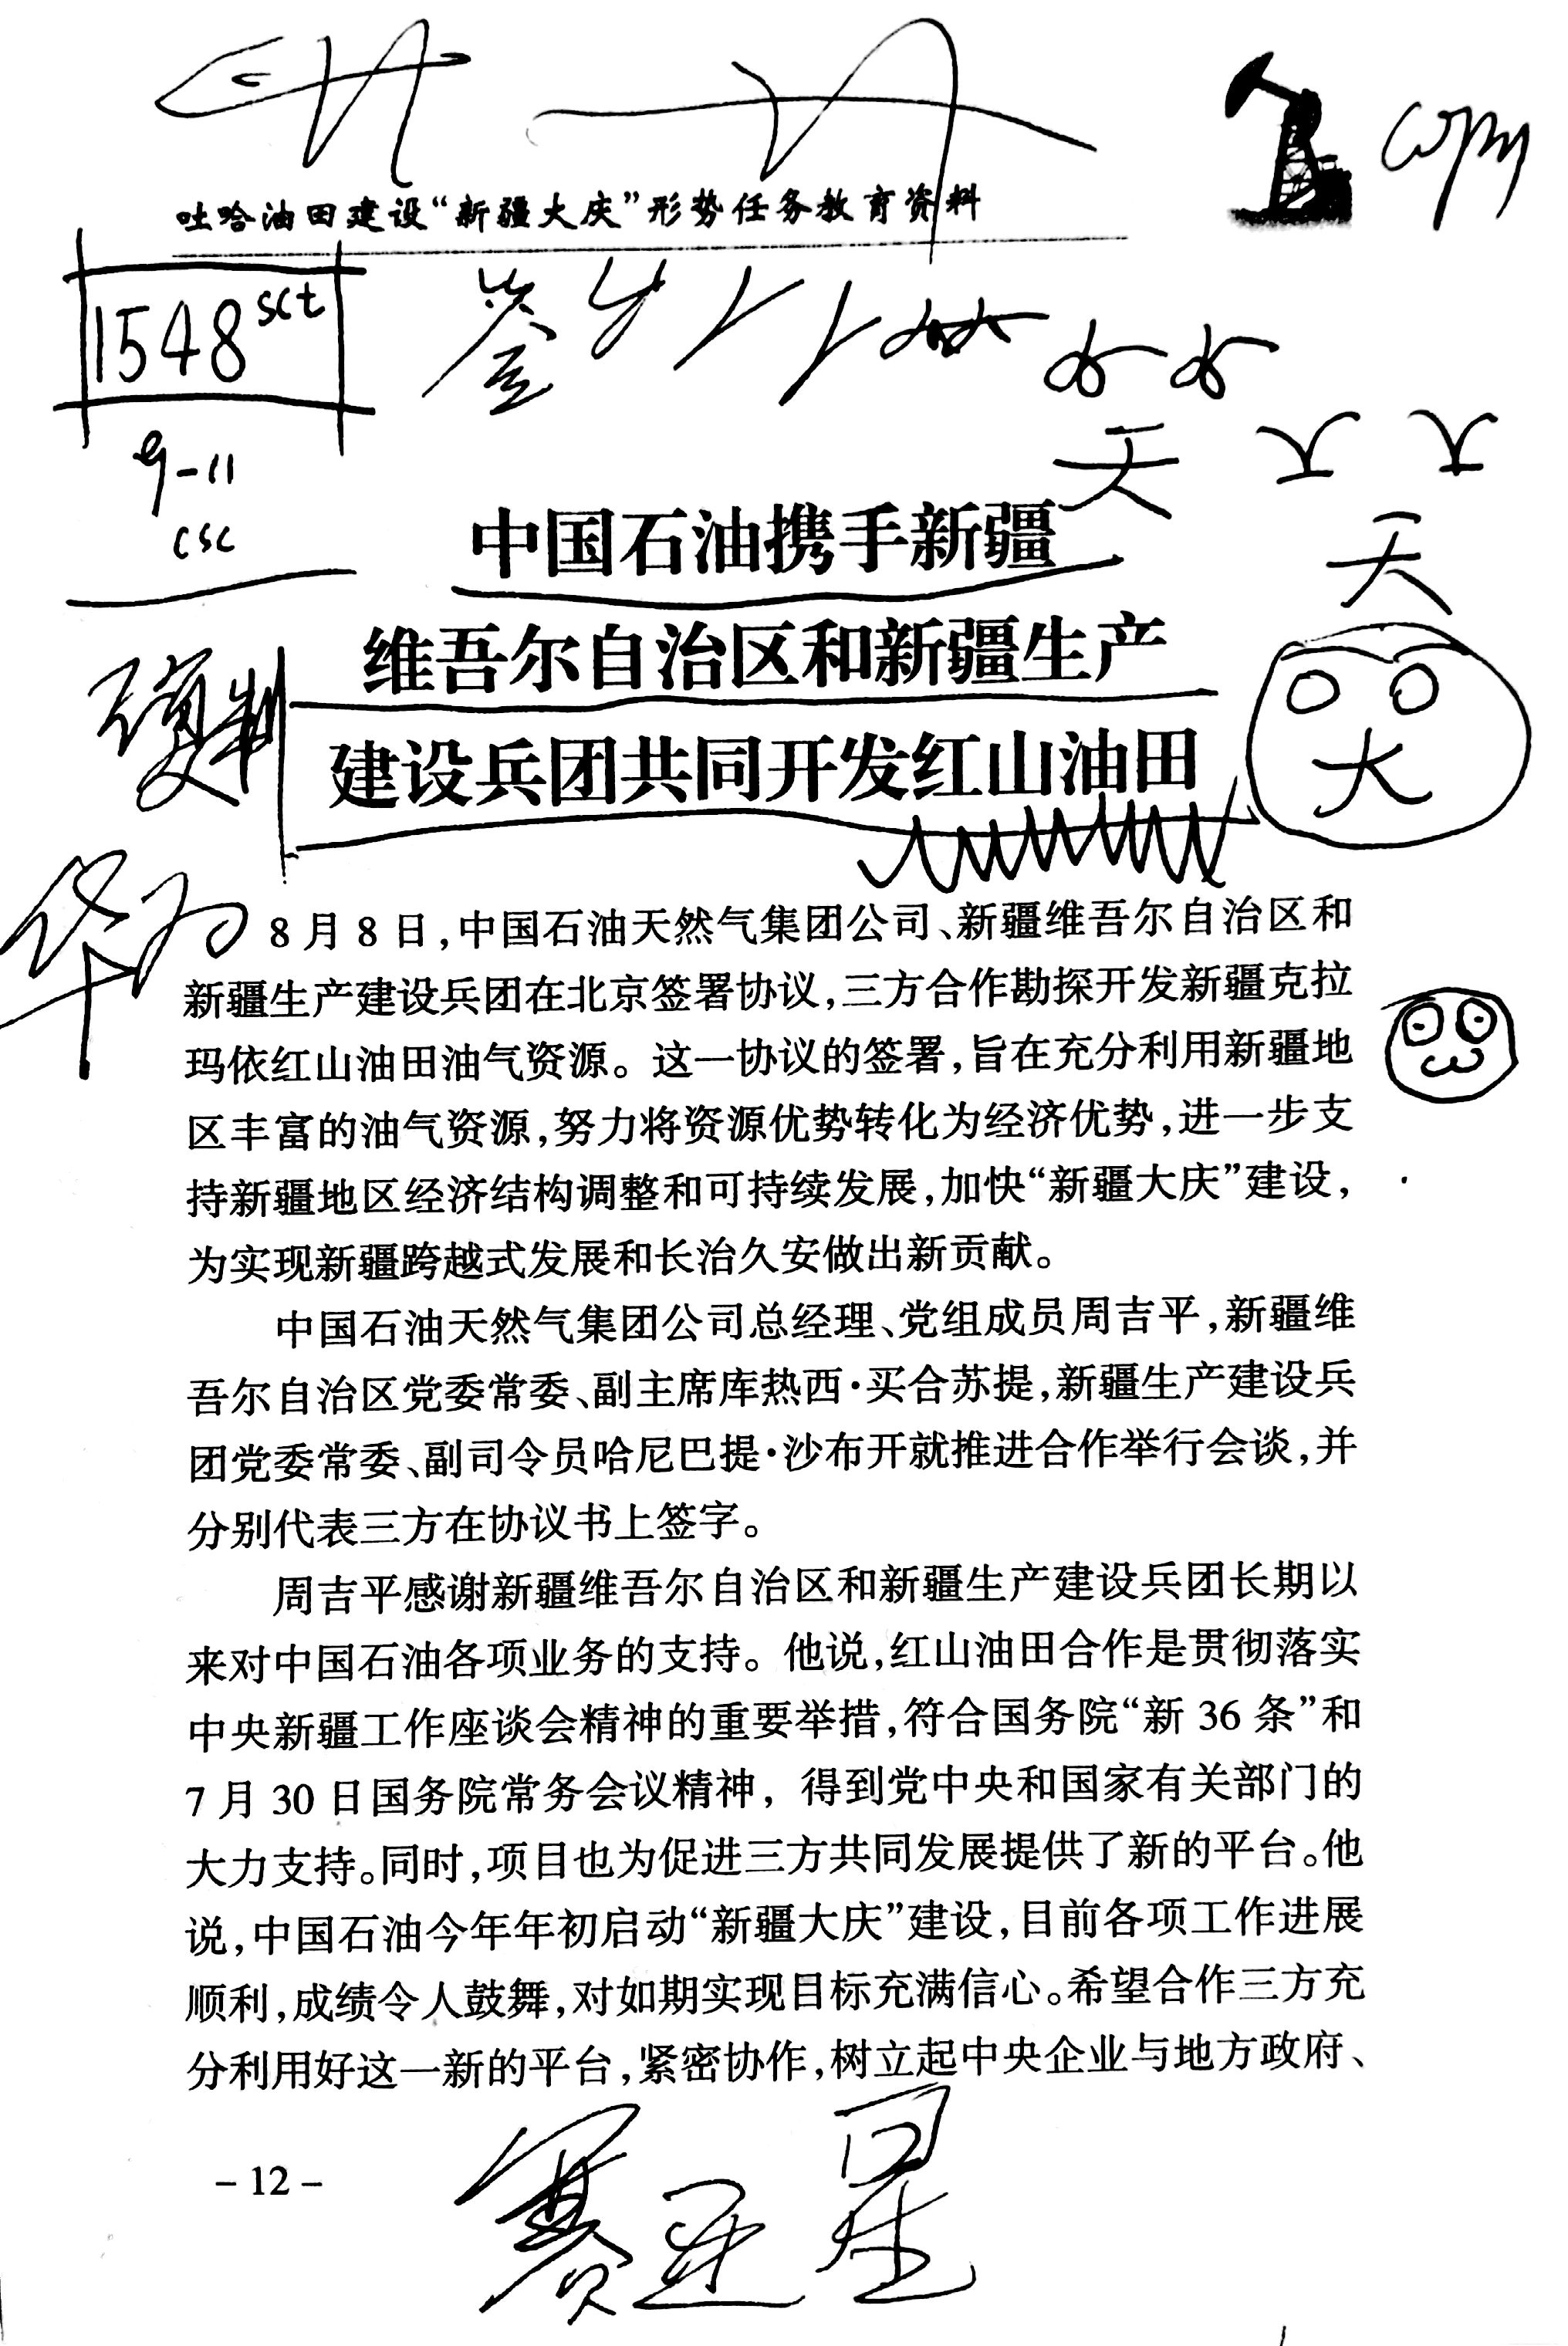 copy
吐哈油田建设“新疆大庆”形势任务教育资料
1548 sct
9-11
csc
天
天
中国石油携手新疆
维吾尔自治区和新疆生产
建设兵团共同开发红山油田
复制
大
华为
8月8日,中国石油天然气集团公司、新疆维吾尔自治区和
新疆生产建设兵团在北京签署协议,三方合作勘探开发新疆克拉
玛依红山油田油气资源。这一协议的签署,旨在充分利用新疆地
区丰富的油气资源,努力将资源优势转化为经济优势,进一步支
持新疆地区经济结构调整和可持续发展,加快“新疆大庆”建设,
为实现新疆跨越式发展和长治久安做出新贡献。
中国石油天然气集团公司总经理、党组成员周吉平,新疆维
吾尔自治区党委常委、副主席库热西·买合苏提,新疆生产建设兵
团党委常委、副司令员哈尼巴提·沙布开就推进合作举行会谈,并
分别代表三方在协议书上签字。
周吉平感谢新疆维吾尔自治区和新疆生产建设兵团长期以
来对中国石油各项业务的支持。他说,红山油田合作是贯彻落实
中央新疆工作座谈会精神的重要举措,符合国务院“新36条”和
7月30日国务院常务会议精神，得到党中央和国家有关部门的
大力支持。同时,项目也为促进三方共同发展提供了新的平台。他
说,中国石油今年年初启动“新疆大庆”建设,目前各项工作进展
顺利,成绩令人鼓舞,对如期实现目标充满信心。希望合作三方充
分利用好这一新的平台,紧密协作,树立起中央企业与地方政府、
-12-